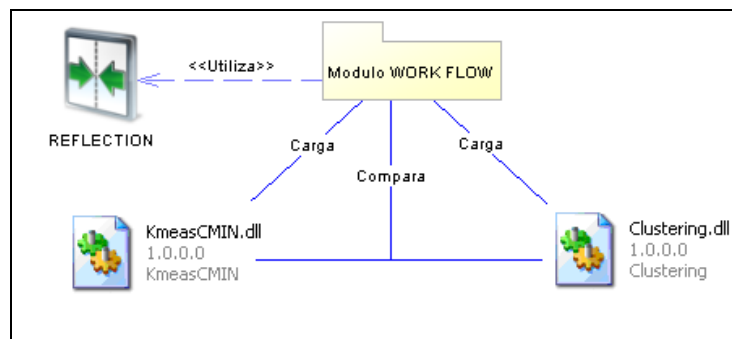 <<Utiliza>>
Modulo WORK FLOW
REFLECTION
Carga
Carga
Compara
KmeasCMIN.dll
1.0.0.0
KmeasCMIN
Clustering.dll
1.0.0.0
Clustering